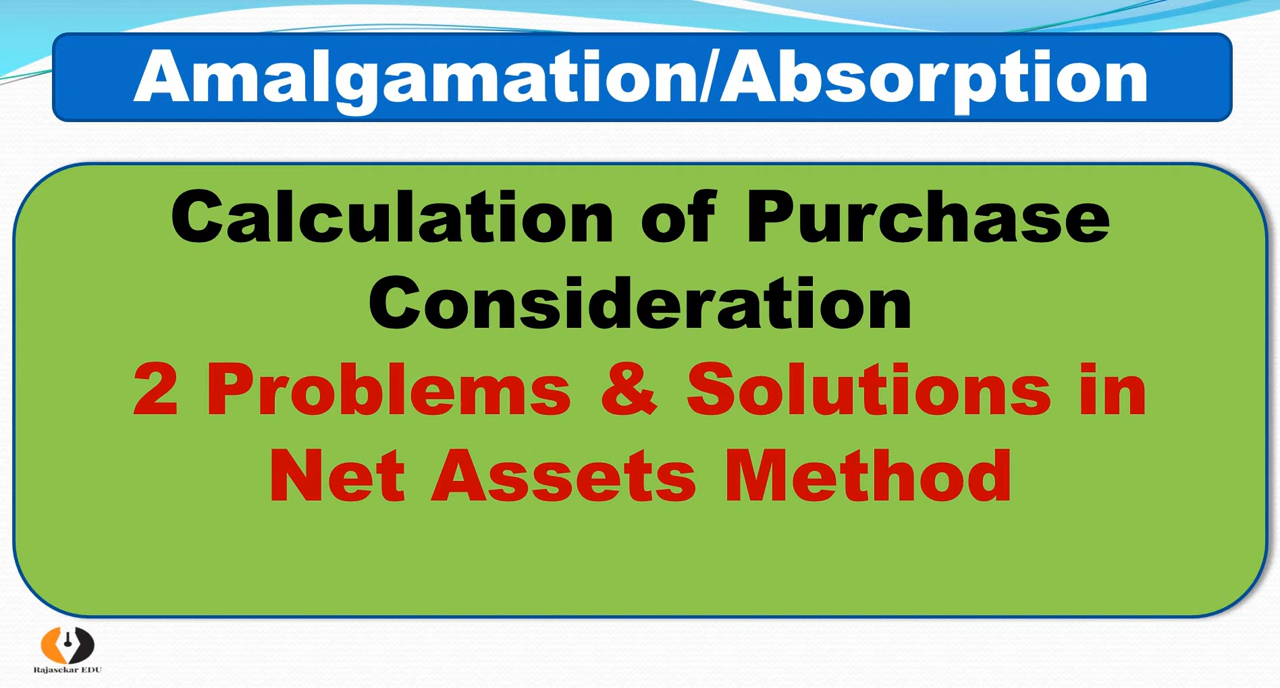 Amalgamation/Absorption
Calculation of Purchase
Consideration
2 Problems & Solutions in
Net Assets Method
Rajasekar EDU